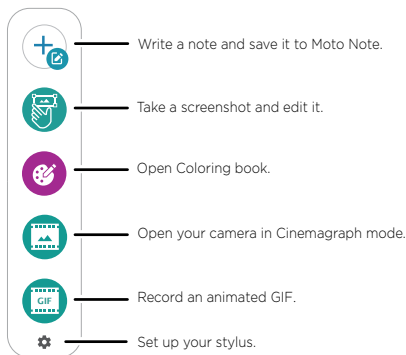 Write a note and save it to Moto Note.
Take a screenshot and edit it.
Open Coloring book.
Open your camera in Cinemagraph mode.
GIF
Record an animated GIF.
Set up your stylus.